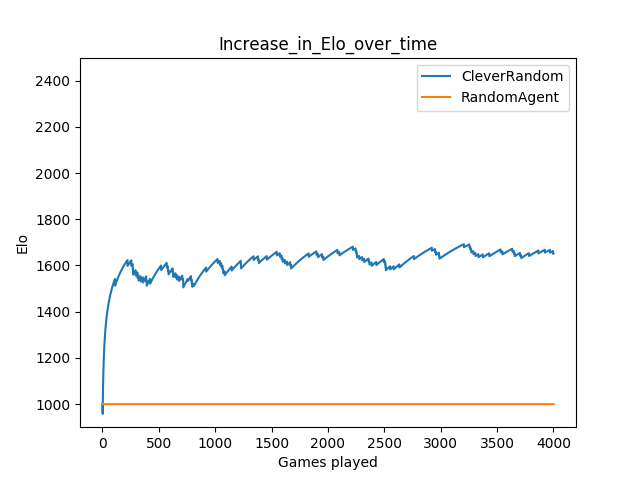 Increase_in_Elo_over_time
CleverRandom
RandomAgent
2400
2200
2000
1800
1600
1400
1200
1000
Elo
0 500 1000 1500 2000 2500 3000 3500 4000
Games played